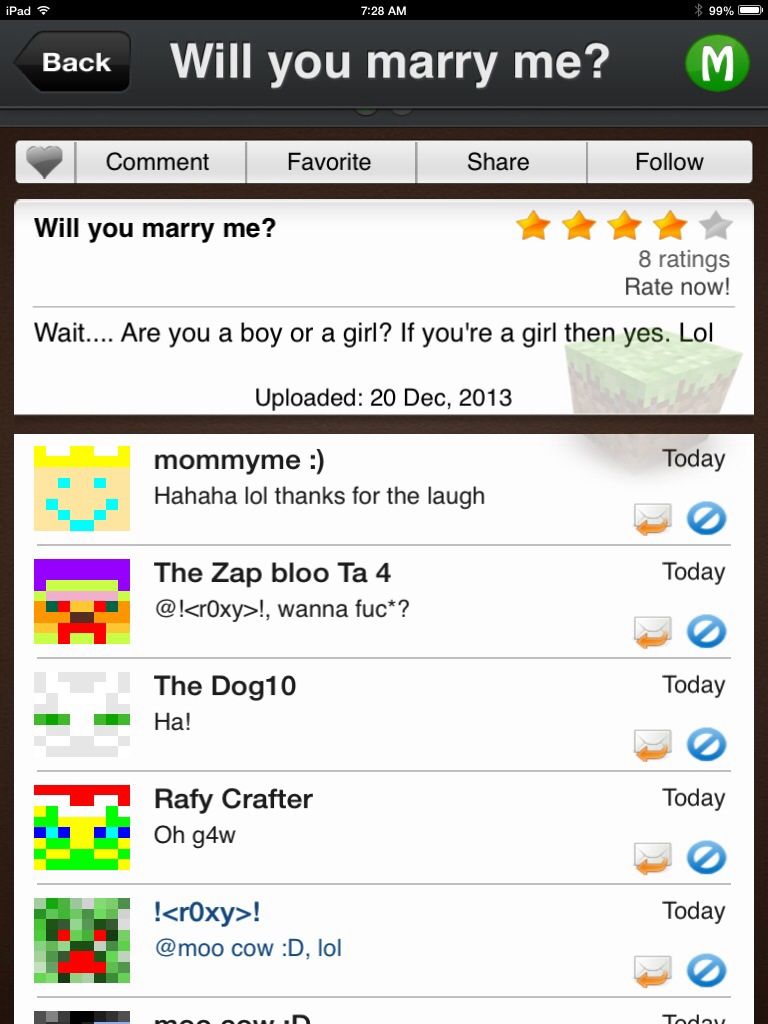 iPad 7:28 AM 99%
Back Will you marry me? M
Comment Favorite Share Follow
Will you marry me?
8 ratings
Rate now!
Wait.... Are you a boy or a girl? If you're a girl then yes. Lol
Uploaded: 20 Dec, 2013
mommyme :) Today
Hahaha lol thanks for the laugh
The Zap bloo Ta 4 Today
@!<r0xy>!, wanna fuc*?
The Dog10 Today
Ha!
Rafy Crafter Today
Oh g4w
!<r0xy>! Today
@moo cow :D, lol
moo cow :D Today